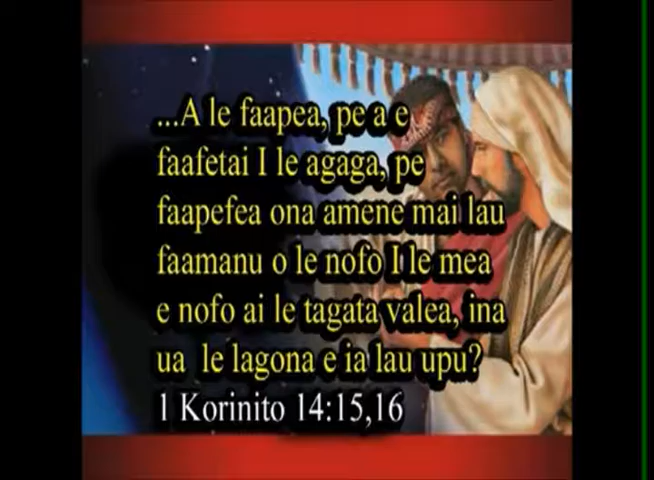 ...A le faapea, pe a e
faafetai I le agaga, pe
faapefea ona amene mai lau
faamanu o le nofo I le mea
e nofo ai le tagata valea, ina
ua le lagona e ia lau upu?
1 Korinito 14:15,16